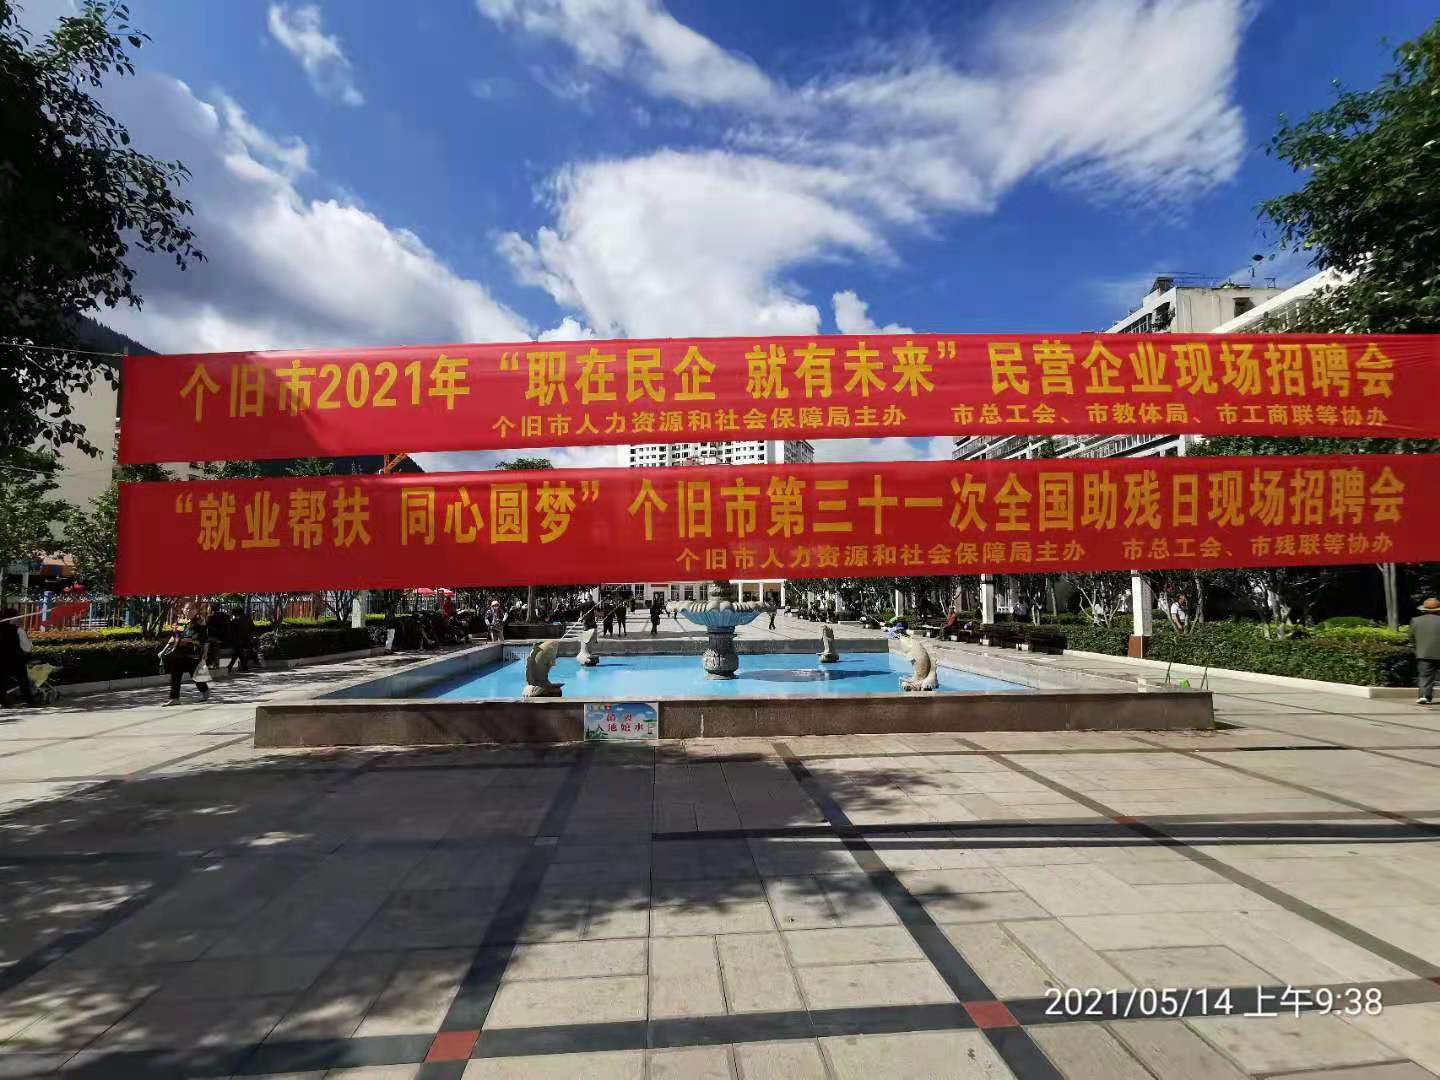 个旧市2021年“职在民企 就有未来”民营企业现场招聘会
个旧市人力资源和社会保障局主办 市总工会、市教体局、市工商联等协办
“就业帮扶 同心圆梦”个旧市第三十一次全国助残日现场招聘会
个旧市人力资源和社会保障局主办 市总工会、市残联等协办
入池嬉水
2021/05/14 上午9:38